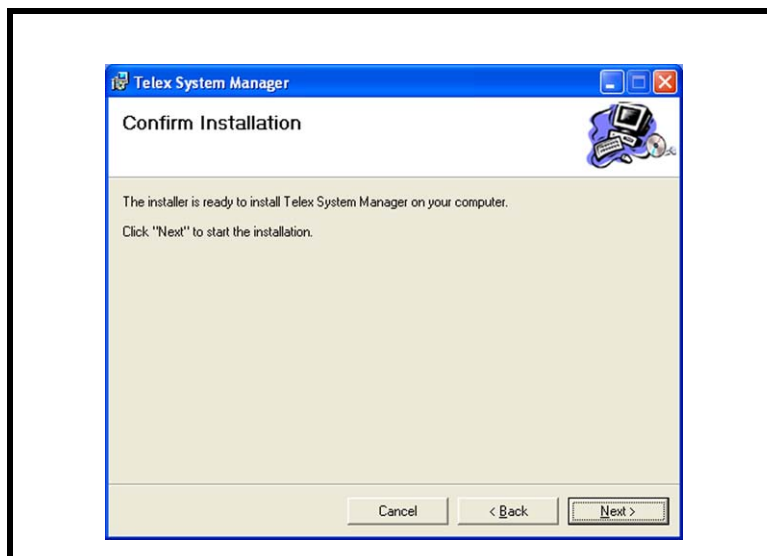 Telex System Manager
Confirm Installation
The installer is ready to install Telex System Manager on your computer.
Click "Next" to start the installation.
Cancel
< Back
Next >